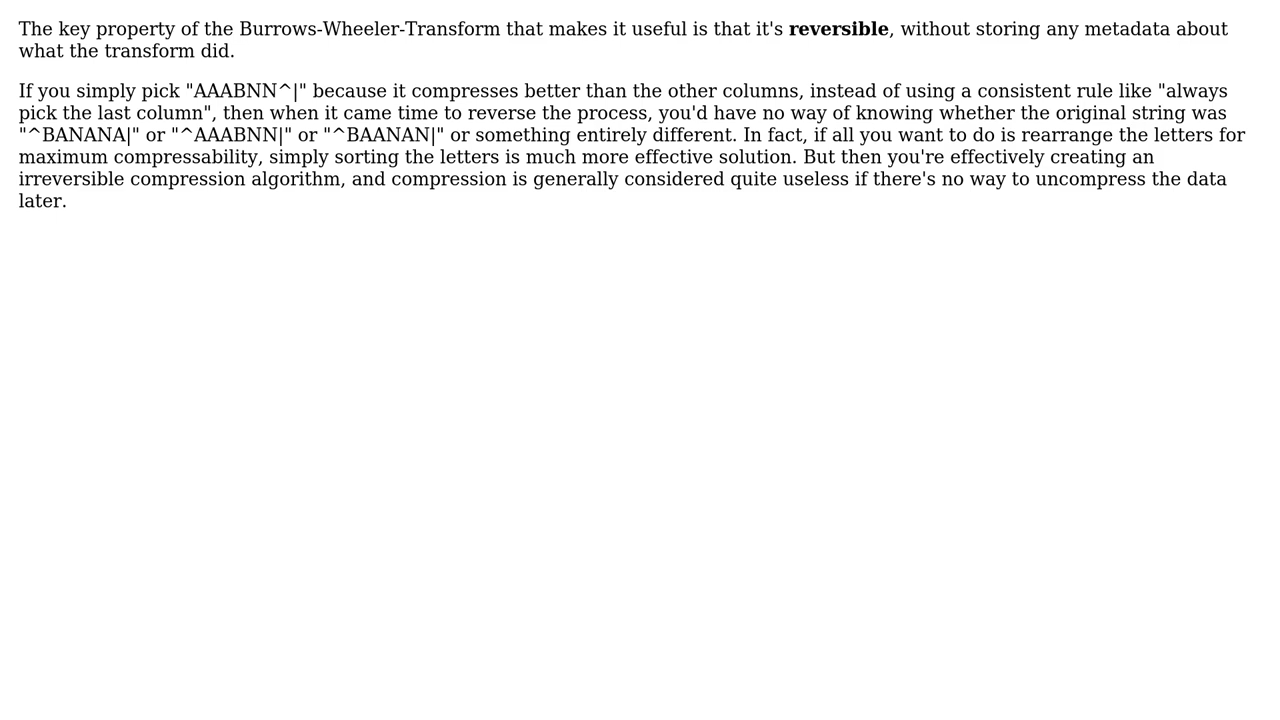 The key property of the Burrows-Wheeler-Transform that makes it useful is that it's reversible, without storing any metadata about
what the transform did.
If you simply pick "AAABNN^|" because it compresses better than the other columns, instead of using a consistent rule like "always
pick the last column", then when it came time to reverse the process, you'd have no way of knowing whether the original string was
"^BANANA|" or "^AAABNN|" or "^BAANAN|" or something entirely different. In fact, if all you want to do is rearrange the letters for
maximum compressability, simply sorting the letters is much more effective solution. But then you're effectively creating an
irreversible compression algorithm, and compression is generally considered quite useless if there's no way to uncompress the data
later.